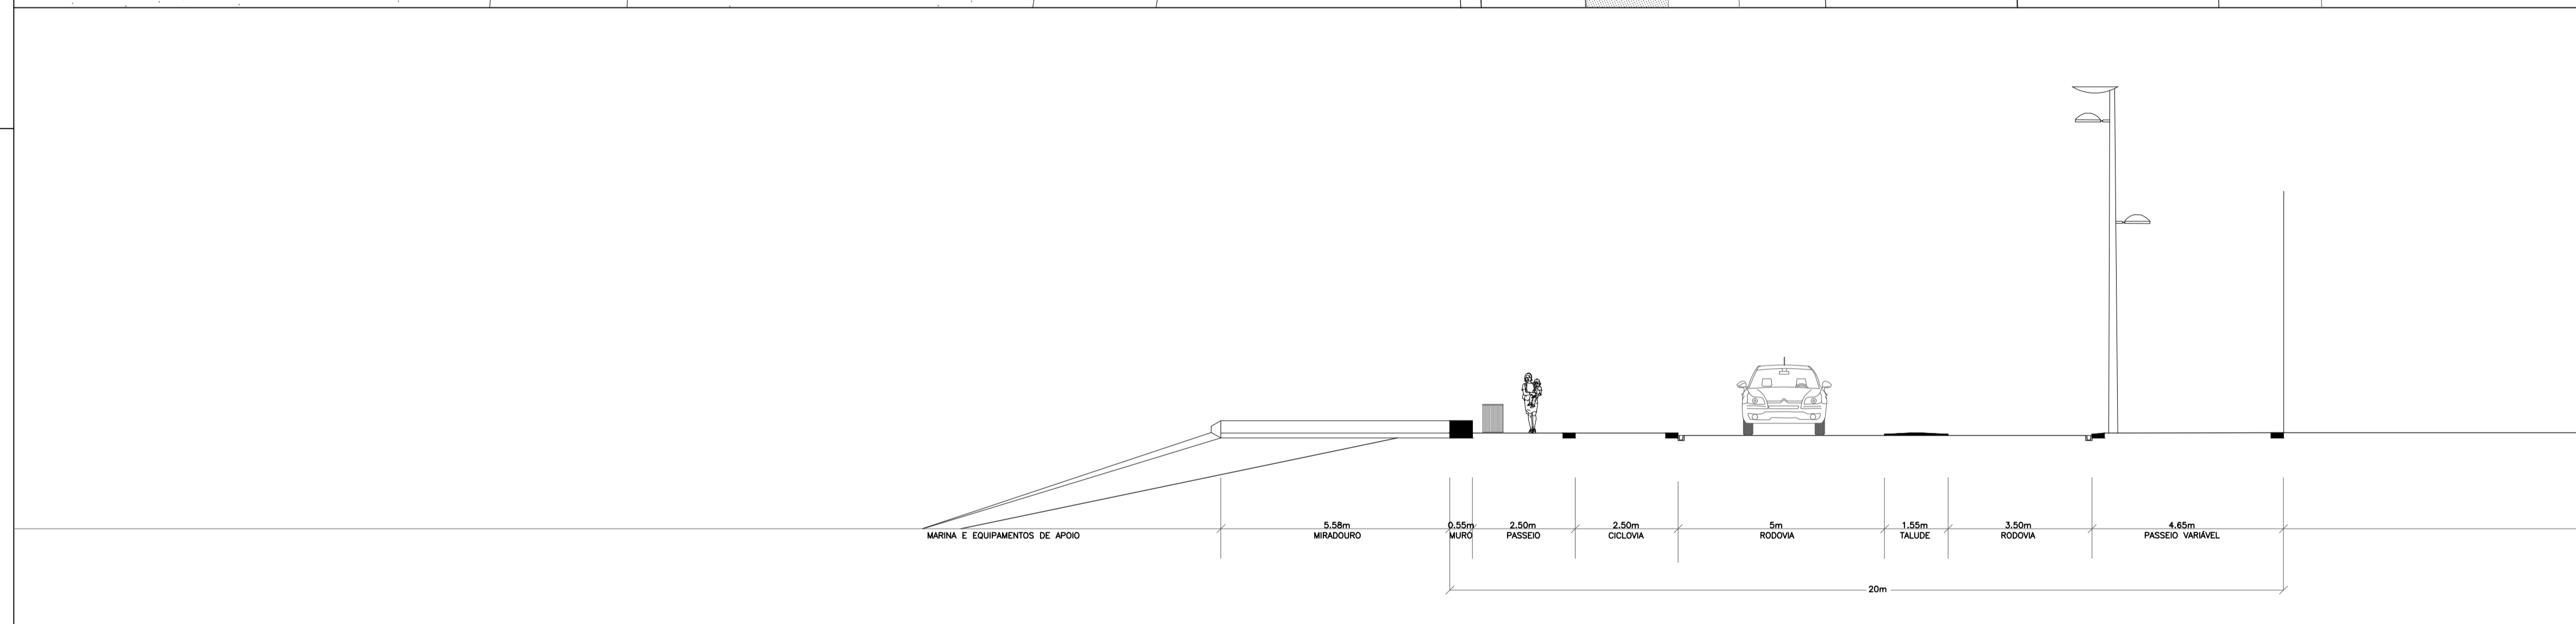 5.58m 0.55m 2.50m 2.50m 5m 1.55m 3.50m 4.65m
MARINA E EQUIPAMENTOS DE APOIO MIRADOURO MURO PASSEIO CICLOVIA RODOVIA TALUDE RODOVIA PASSEIO VARIÁVEL
20m